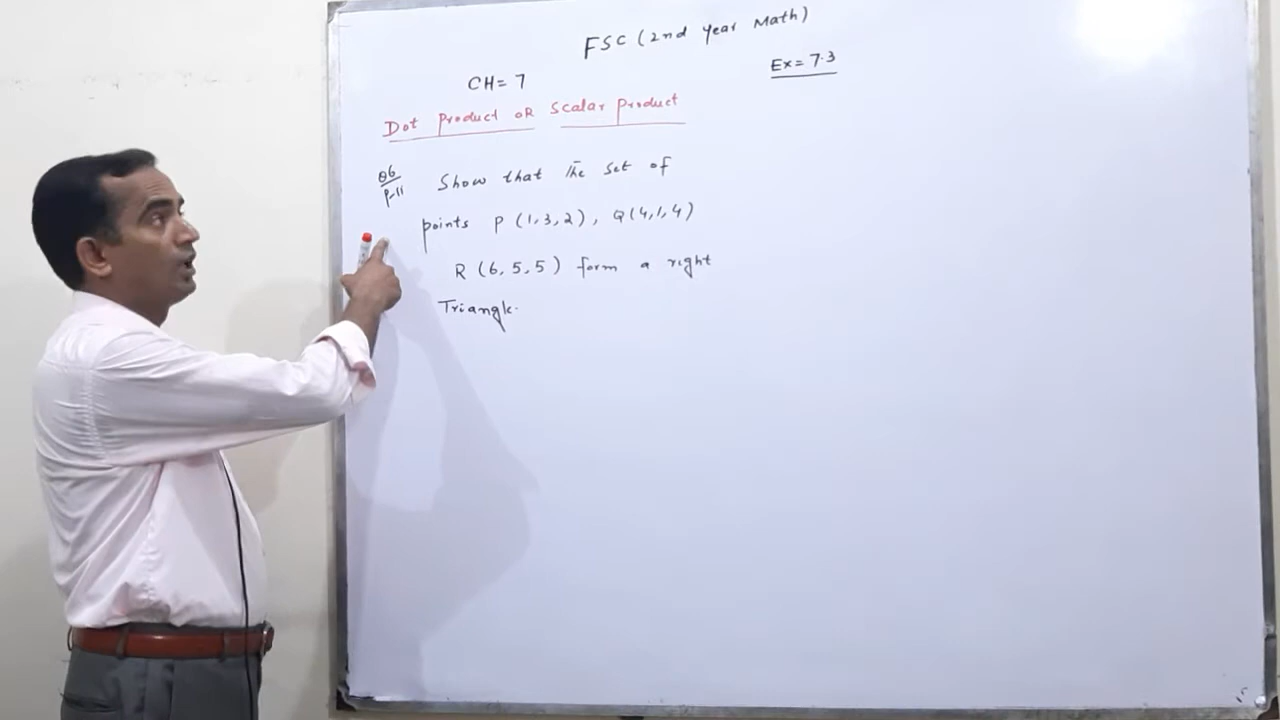 FSC (2nd year Math)
Ex = 7.3
CH = 7
Dot product OR Scalar product
Q6 Show that the set of
P-II
points P (1,3,2), Q(4,1,4)
R (6,5,5) form a right
Triangle.